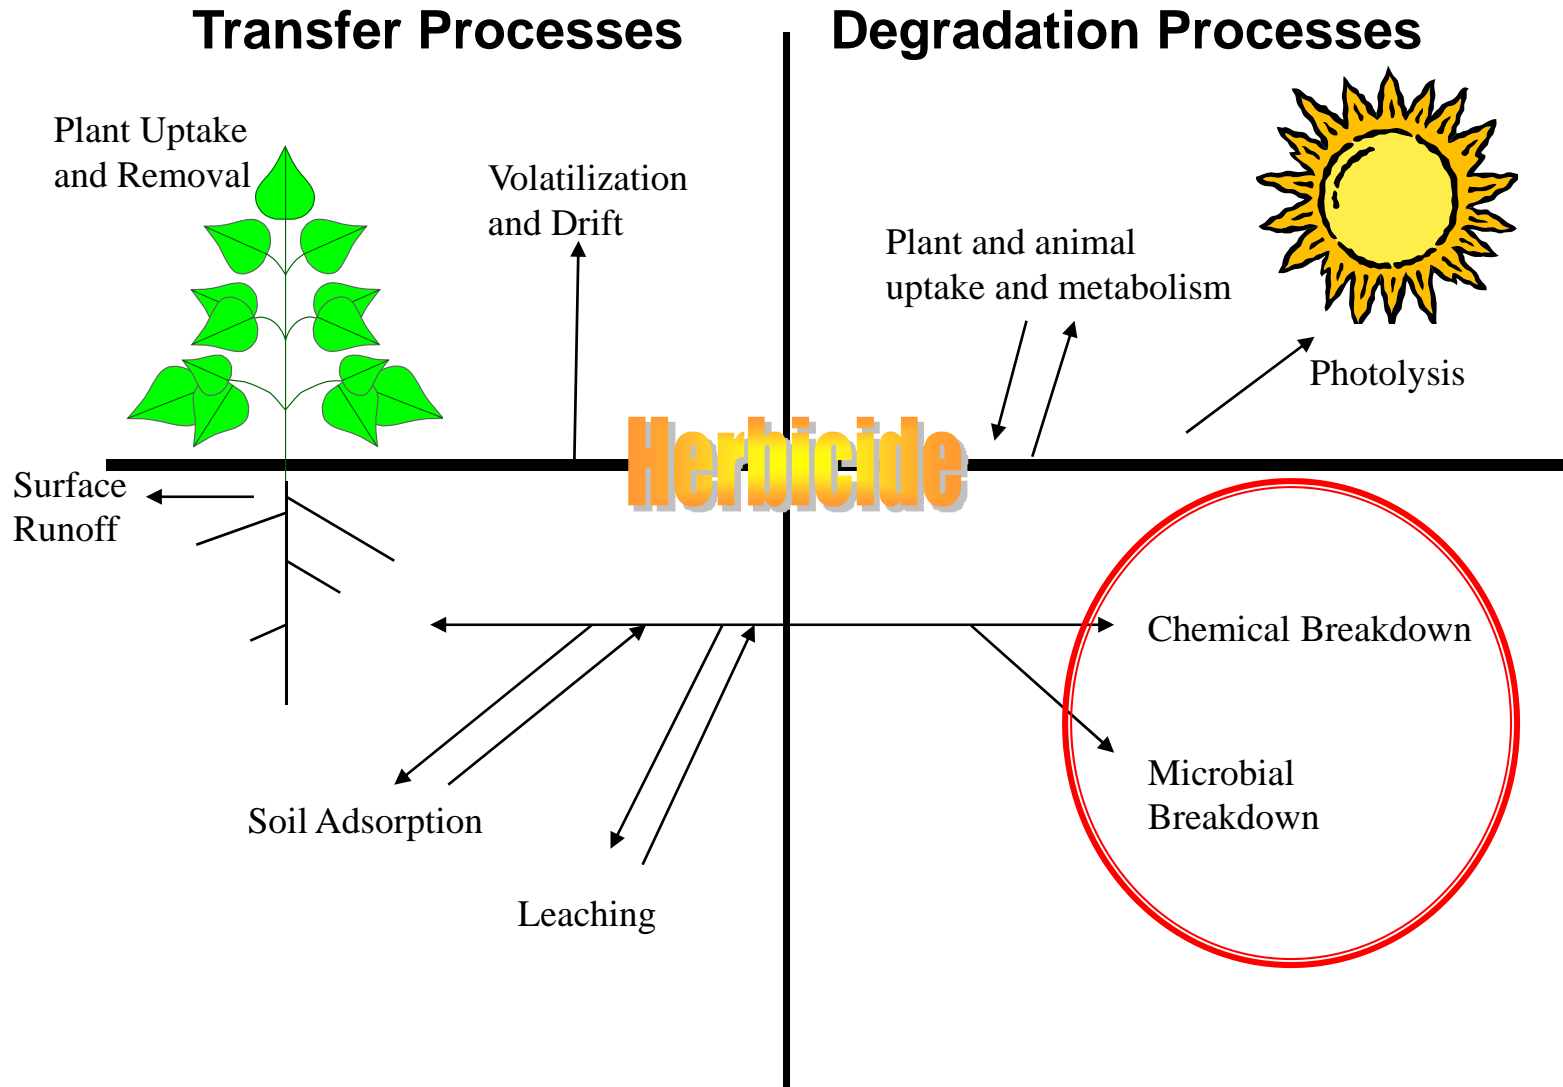 Transfer Processes
Degradation Processes
Plant Uptake
and Removal
Volatilization
and Drift
Plant and animal
uptake and metabolism
Photolysis
Herbicide
Surface
Runoff
Chemical Breakdown
Microbial
Breakdown
Soil Adsorption
Leaching